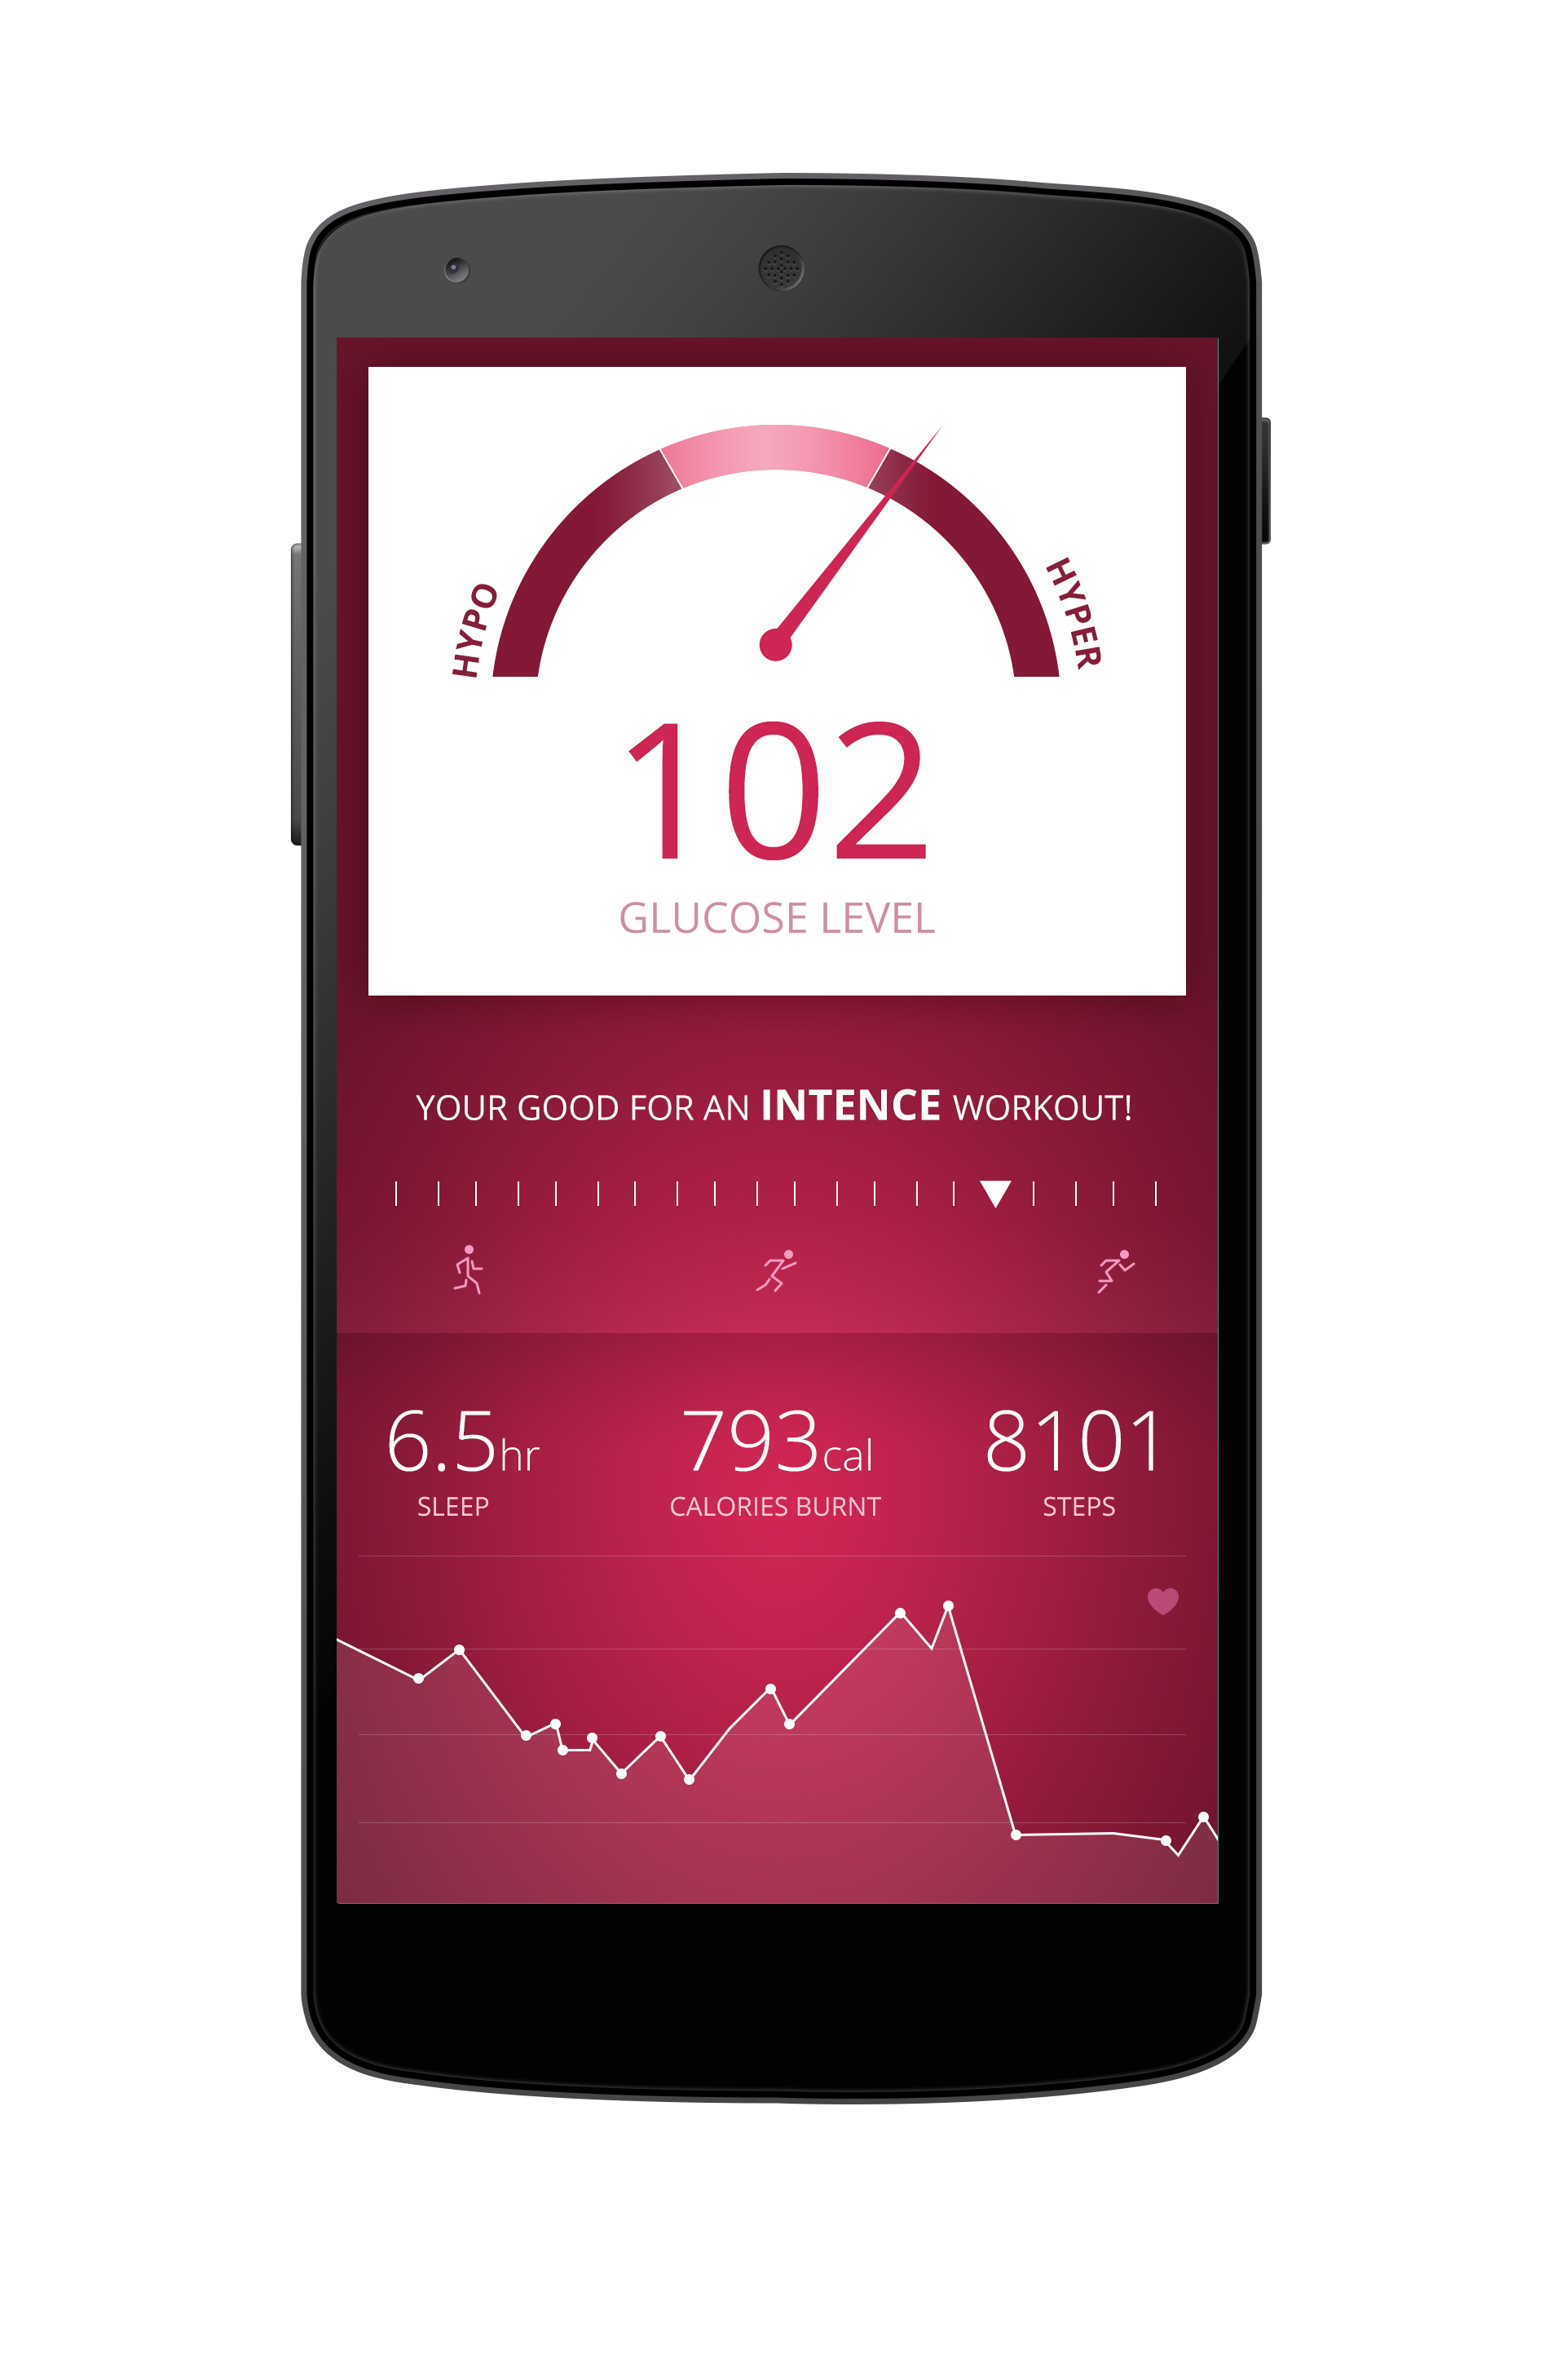 HYPO
HYPER
102
GLUCOSE LEVEL
YOUR GOOD FOR AN INTENCE WORKOUT!
6.5hr 793cal 8101
SLEEP CALORIES BURNT STEPS